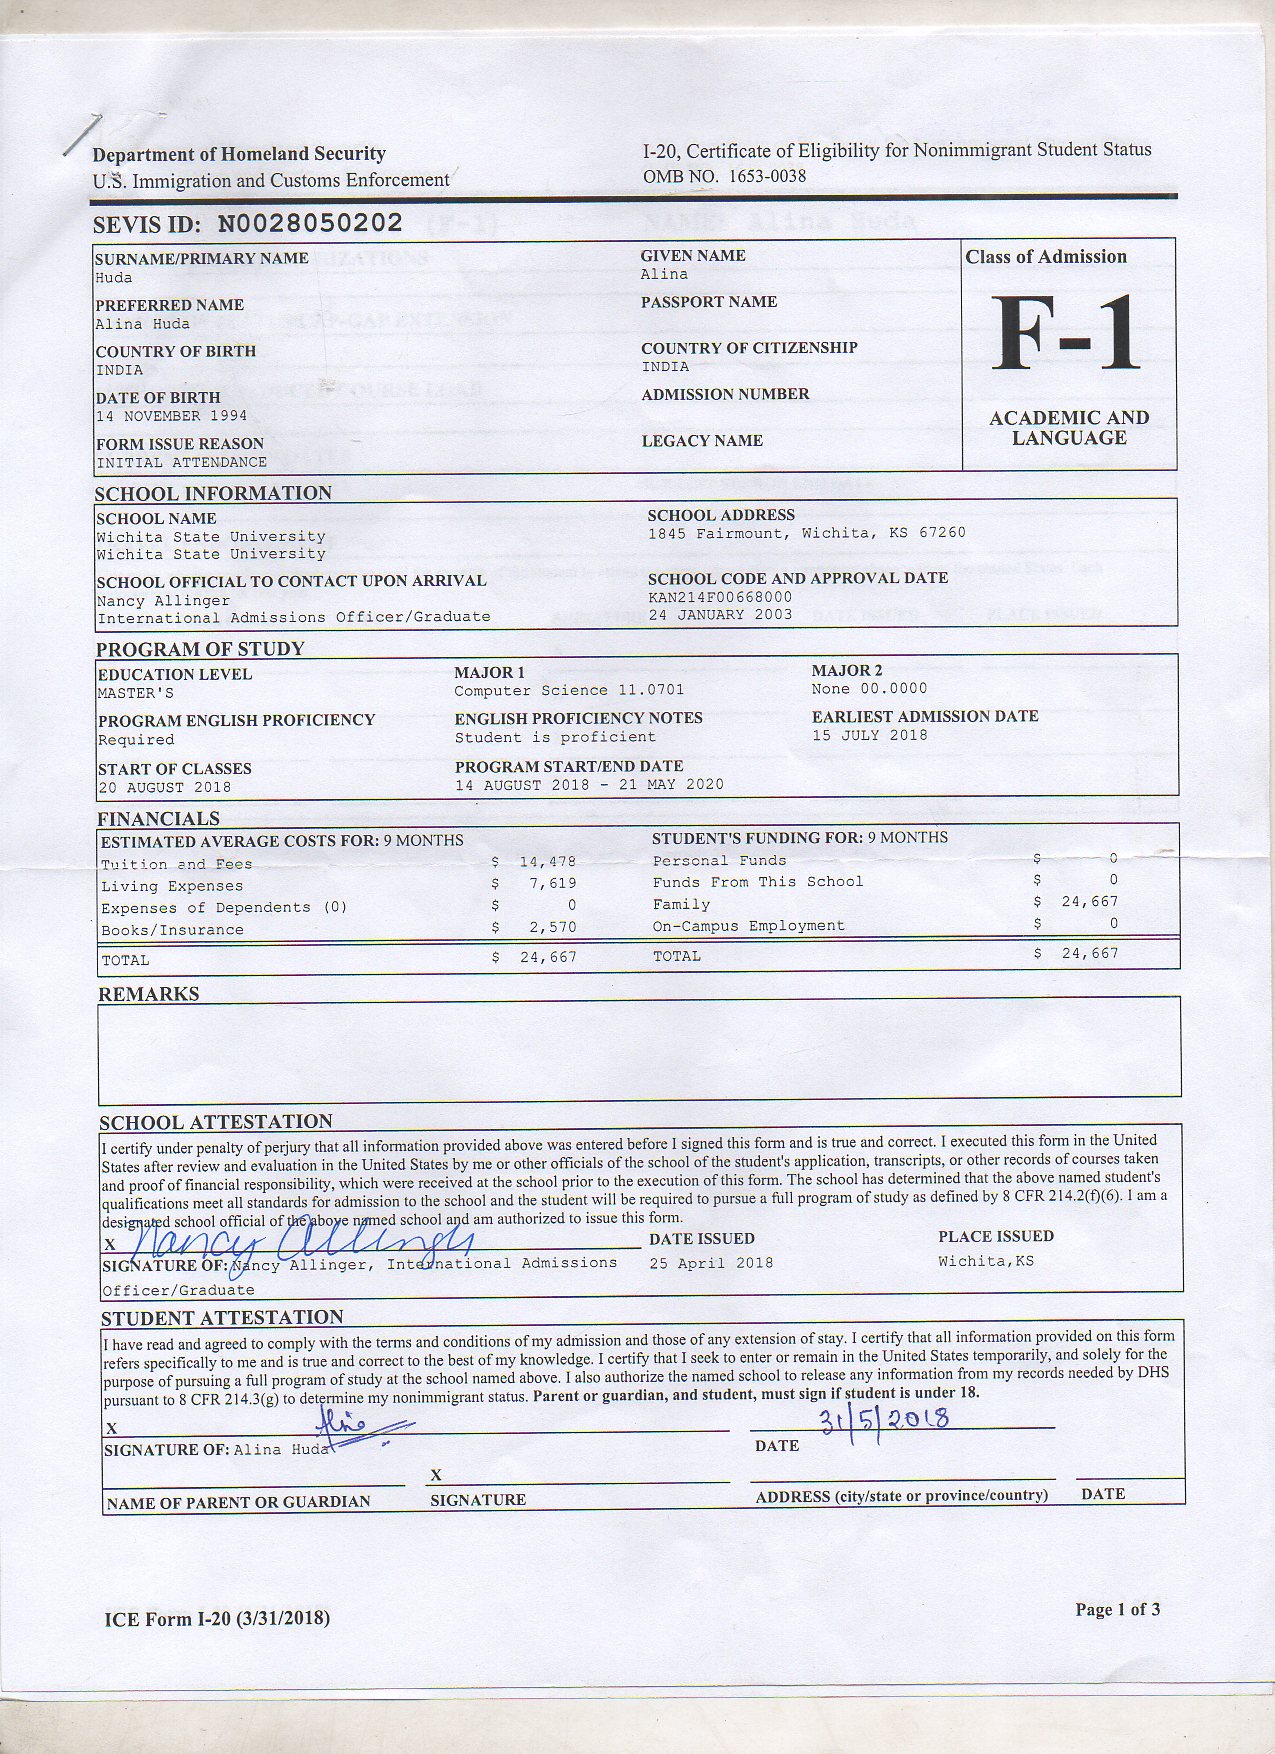 Department of Homeland Security
U.S. Immigration and Customs Enforcement
I-20, Certificate of Eligibility for Nonimmigrant Student Status
OMB NO. 1653-0038
SEVIS ID: N0028050202
SURNAME/PRIMARY NAME
Huda
GIVEN NAME
Alina
PREFERRED NAME
Alina Huda
PASSPORT NAME
COUNTRY OF BIRTH
INDIA
COUNTRY OF CITIZENSHIP
INDIA
DATE OF BIRTH
14 NOVEMBER 1994
ADMISSION NUMBER
FORM ISSUE REASON
INITIAL ATTENDANCE
LEGACY NAME
Class of Admission
F-1
ACADEMIC AND
LANGUAGE
SCHOOL INFORMATION
SCHOOL NAME
Wichita State University
Wichita State University
SCHOOL ADDRESS
1845 Fairmount, Wichita, KS 67260
SCHOOL OFFICIAL TO CONTACT UPON ARRIVAL
Nancy Allinger
International Admissions Officer/Graduate
SCHOOL CODE AND APPROVAL DATE
KAN214F00668000
24 JANUARY 2003
PROGRAM OF STUDY
EDUCATION LEVEL
MASTER'S
MAJOR 1
Computer Science 11.0701
MAJOR 2
None 00.0000
PROGRAM ENGLISH PROFICIENCY
Required
ENGLISH PROFICIENCY NOTES
Student is proficient
EARLIEST ADMISSION DATE
15 JULY 2018
START OF CLASSES
20 AUGUST 2018
PROGRAM START/END DATE
14 AUGUST 2018 - 21 MAY 2020
FINANCIALS
ESTIMATED AVERAGE COSTS FOR: 9 MONTHS
Tuition and Fees $ 14,478
Living Expenses $ 7,619
Expenses of Dependents (0) $ 0
Books/Insurance $ 2,570
TOTAL $ 24,667
STUDENT'S FUNDING FOR: 9 MONTHS
Personal Funds $ 0
Funds From This School $ 0
Family $ 24,667
On-Campus Employment $ 0
TOTAL $ 24,667
REMARKS
SCHOOL ATTESTATION
I certify under penalty of perjury that all information provided above was entered before I signed this form and is true and correct. I executed this form in the United
States after review and evaluation in the United States by me or other officials of the school of the student's application, transcripts, or other records of courses taken
and proof of financial responsibility, which were received at the school prior to the execution of this form. The school has determined that the above named student's
qualifications meet all standards for admission to the school and the student will be required to pursue a full program of study as defined by 8 CFR 214.2(f)(6). I am a
designated school official of the above named school and am authorized to issue this form.
X Nancy Allinger
SIGNATURE OF: Nancy Allinger, International Admissions
Officer/Graduate
DATE ISSUED
25 April 2018
PLACE ISSUED
Wichita,KS
STUDENT ATTESTATION
I have read and agreed to comply with the terms and conditions of my admission and those of any extension of stay. I certify that all information provided on this form
refers specifically to me and is true and correct to the best of my knowledge. I certify that I seek to enter or remain in the United States temporarily, and solely for the
purpose of pursuing a full program of study at the school named above. I also authorize the named school to release any information from my records needed by DHS
pursuant to 8 CFR 214.3(g) to determine my nonimmigrant status. Parent or guardian, and student, must sign if student is under 18.
X
31/5/2018
SIGNATURE OF: Alina Huda
DATE
X
NAME OF PARENT OR GUARDIAN
SIGNATURE
ADDRESS (city/state or province/country)
DATE
ICE Form I-20 (3/31/2018)
Page 1 of 3